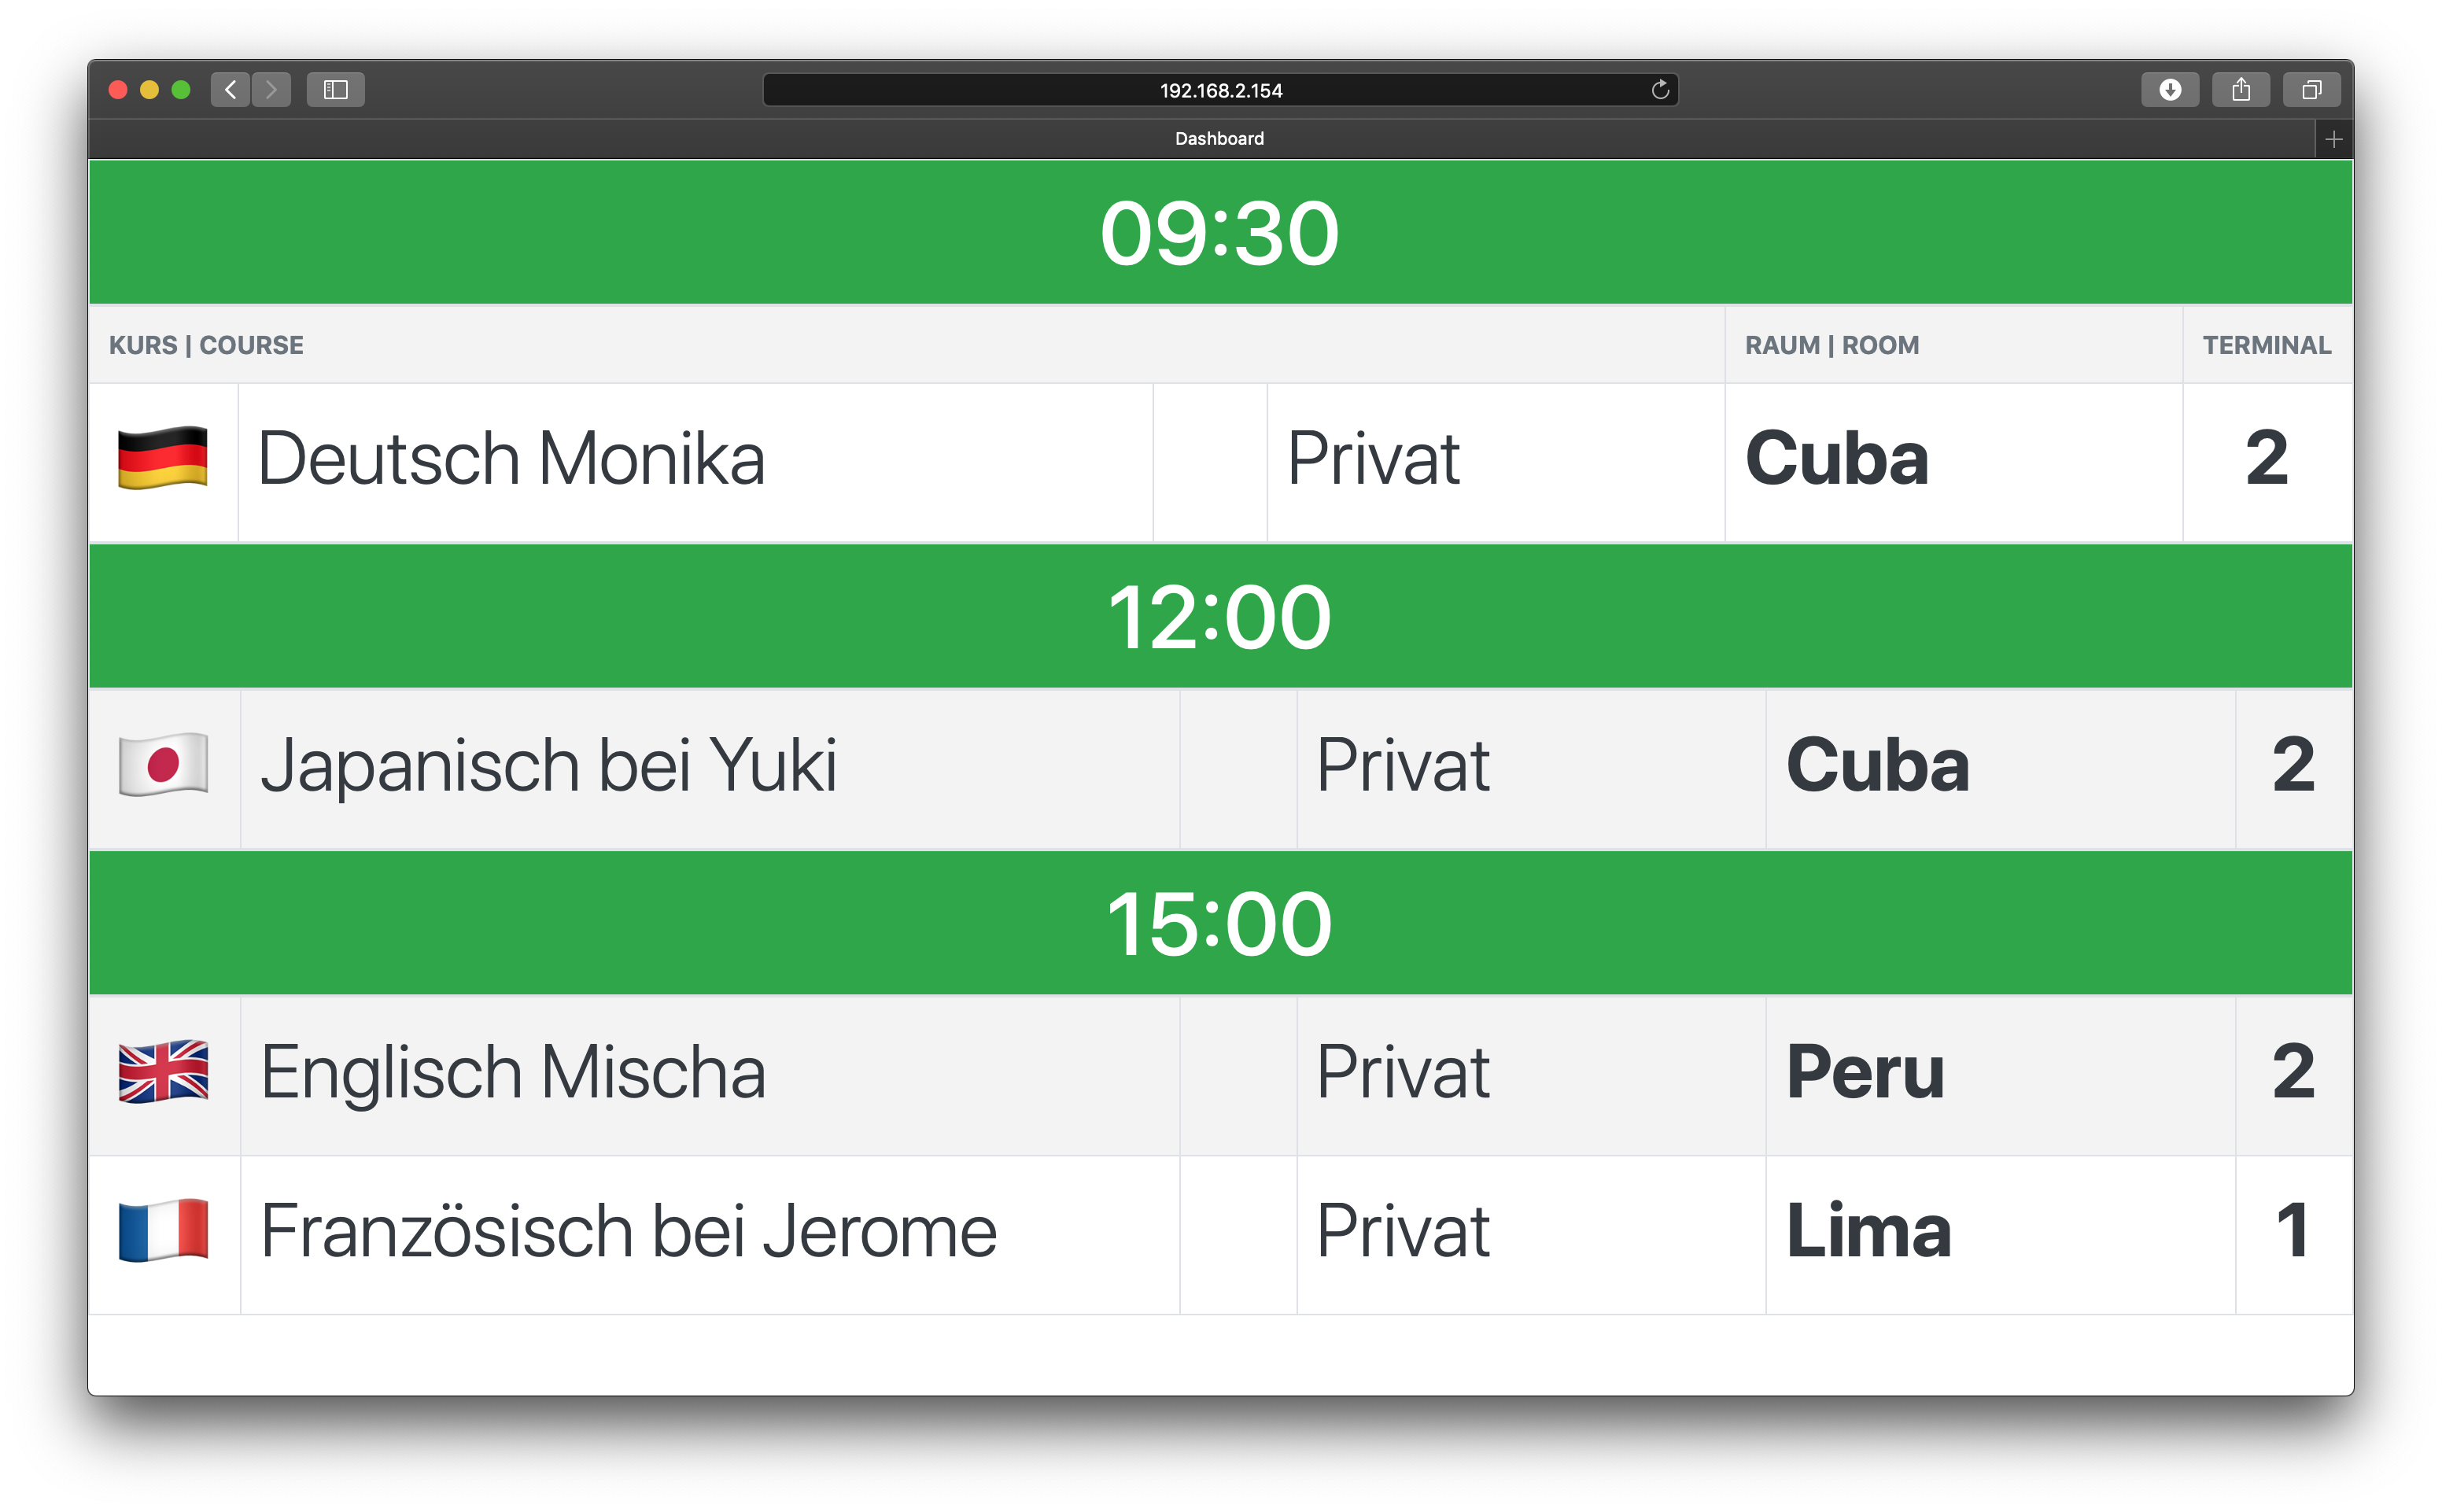 192.168.2.154
Dashboard
09:30
KURS | COURSE RAUM | ROOM TERMINAL
Deutsch Monika Privat Cuba 2
12:00
Japanisch bei Yuki Privat Cuba 2
15:00
Englisch Mischa Privat Peru 2
Französisch bei Jerome Privat Lima 1